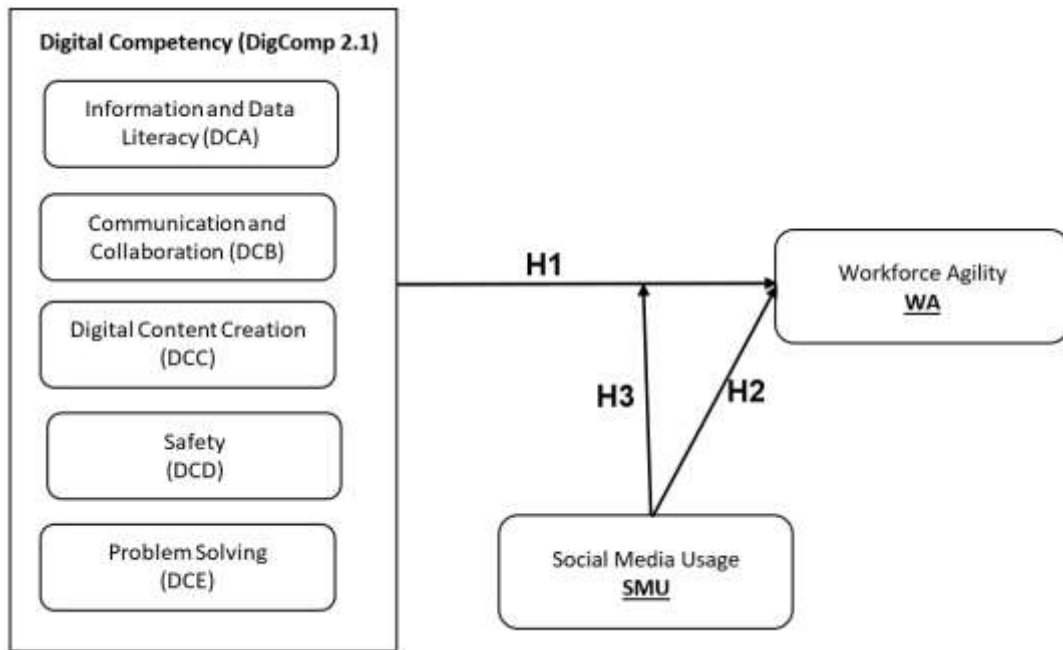 Digital Competency (DigComp 2.1)
Information and Data
Literacy (DCA)
Communication and
Collaboration (DCB)
Digital Content Creation
(DCC)
Safety
(DCD)
Problem Solving
(DCE)
H1
H3
H2
Workforce Agility
WA
Social Media Usage
SMU